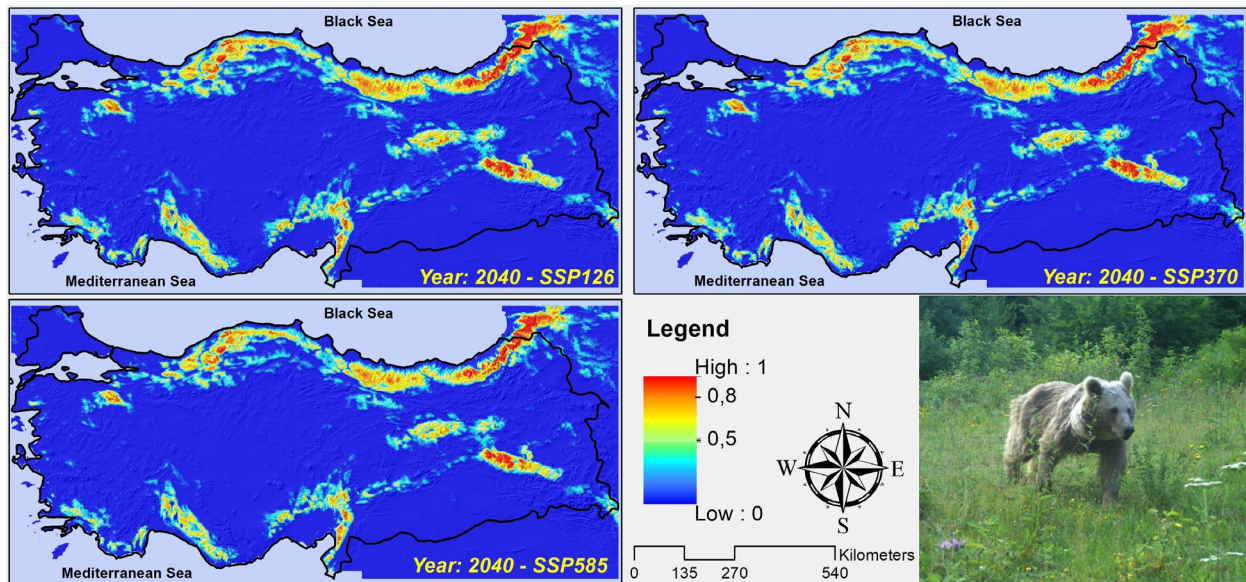 Black Sea
Mediterranean Sea
Year: 2040 - SSP126
Black Sea
Mediterranean Sea
Year: 2040 - SSP370
Black Sea
Mediterranean Sea
Year: 2040 - SSP585
Legend
High : 1
0,8
0,5
Low : 0
N
W E
S
Kilometers
0 135 270 540